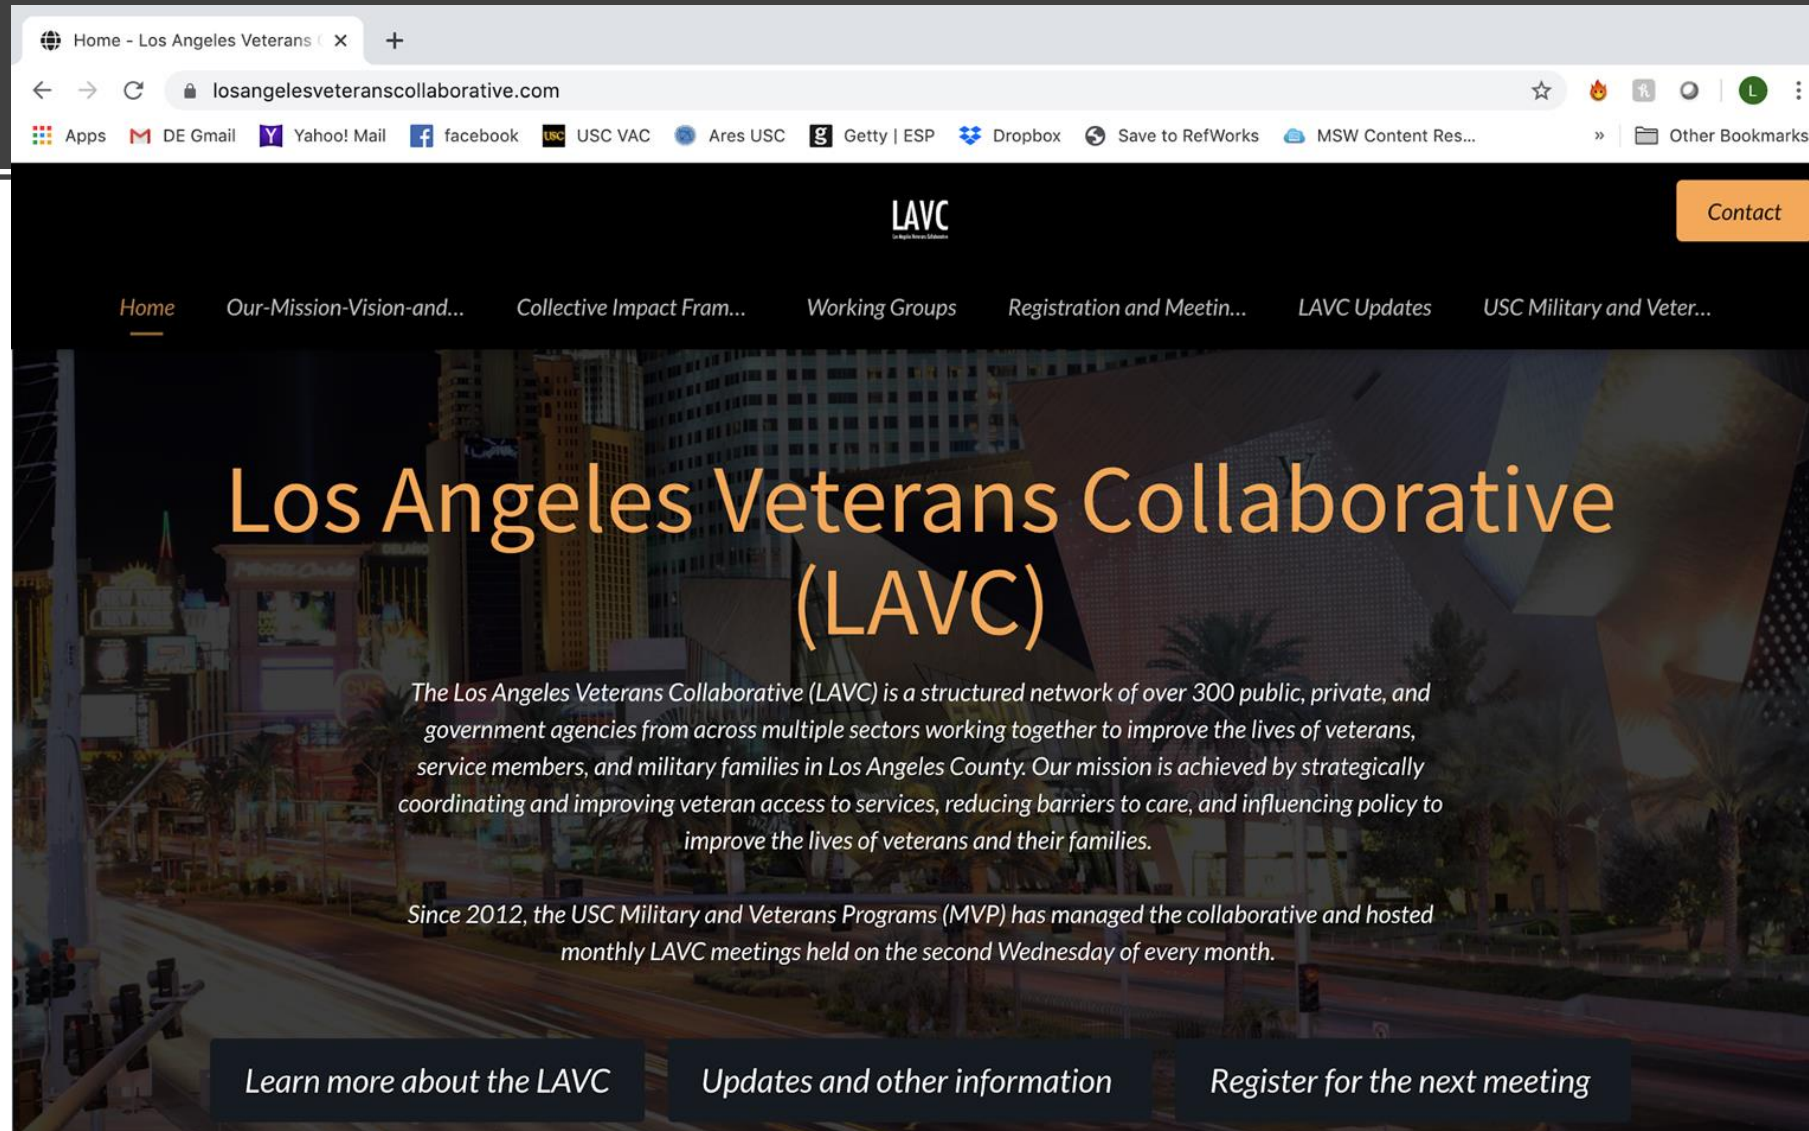 Home - Los Angeles Veterans
losangelesveteranscollaborative.com
Apps DE Gmail Yahoo! Mail facebook USC VAC Ares USC Getty | ESP Dropbox Save to RefWorks MSW Content Res... » Other Bookmarks
LAVC
Los Angeles Veterans Collaborative
Contact
Home Our-Mission-Vision-and... Collective Impact Fram... Working Groups Registration and Meetin... LAVC Updates USC Military and Veter...
Los Angeles Veterans Collaborative
(LAVC)
The Los Angeles Veterans Collaborative (LAVC) is a structured network of over 300 public, private, and
government agencies from across multiple sectors working together to improve the lives of veterans,
service members, and military families in Los Angeles County. Our mission is achieved by strategically
coordinating and improving veteran access to services, reducing barriers to care, and influencing policy to
improve the lives of veterans and their families.
Since 2012, the USC Military and Veterans Programs (MVP) has managed the collaborative and hosted
monthly LAVC meetings held on the second Wednesday of every month.
Learn more about the LAVC Updates and other information Register for the next meeting
Monte Carlo
CVS